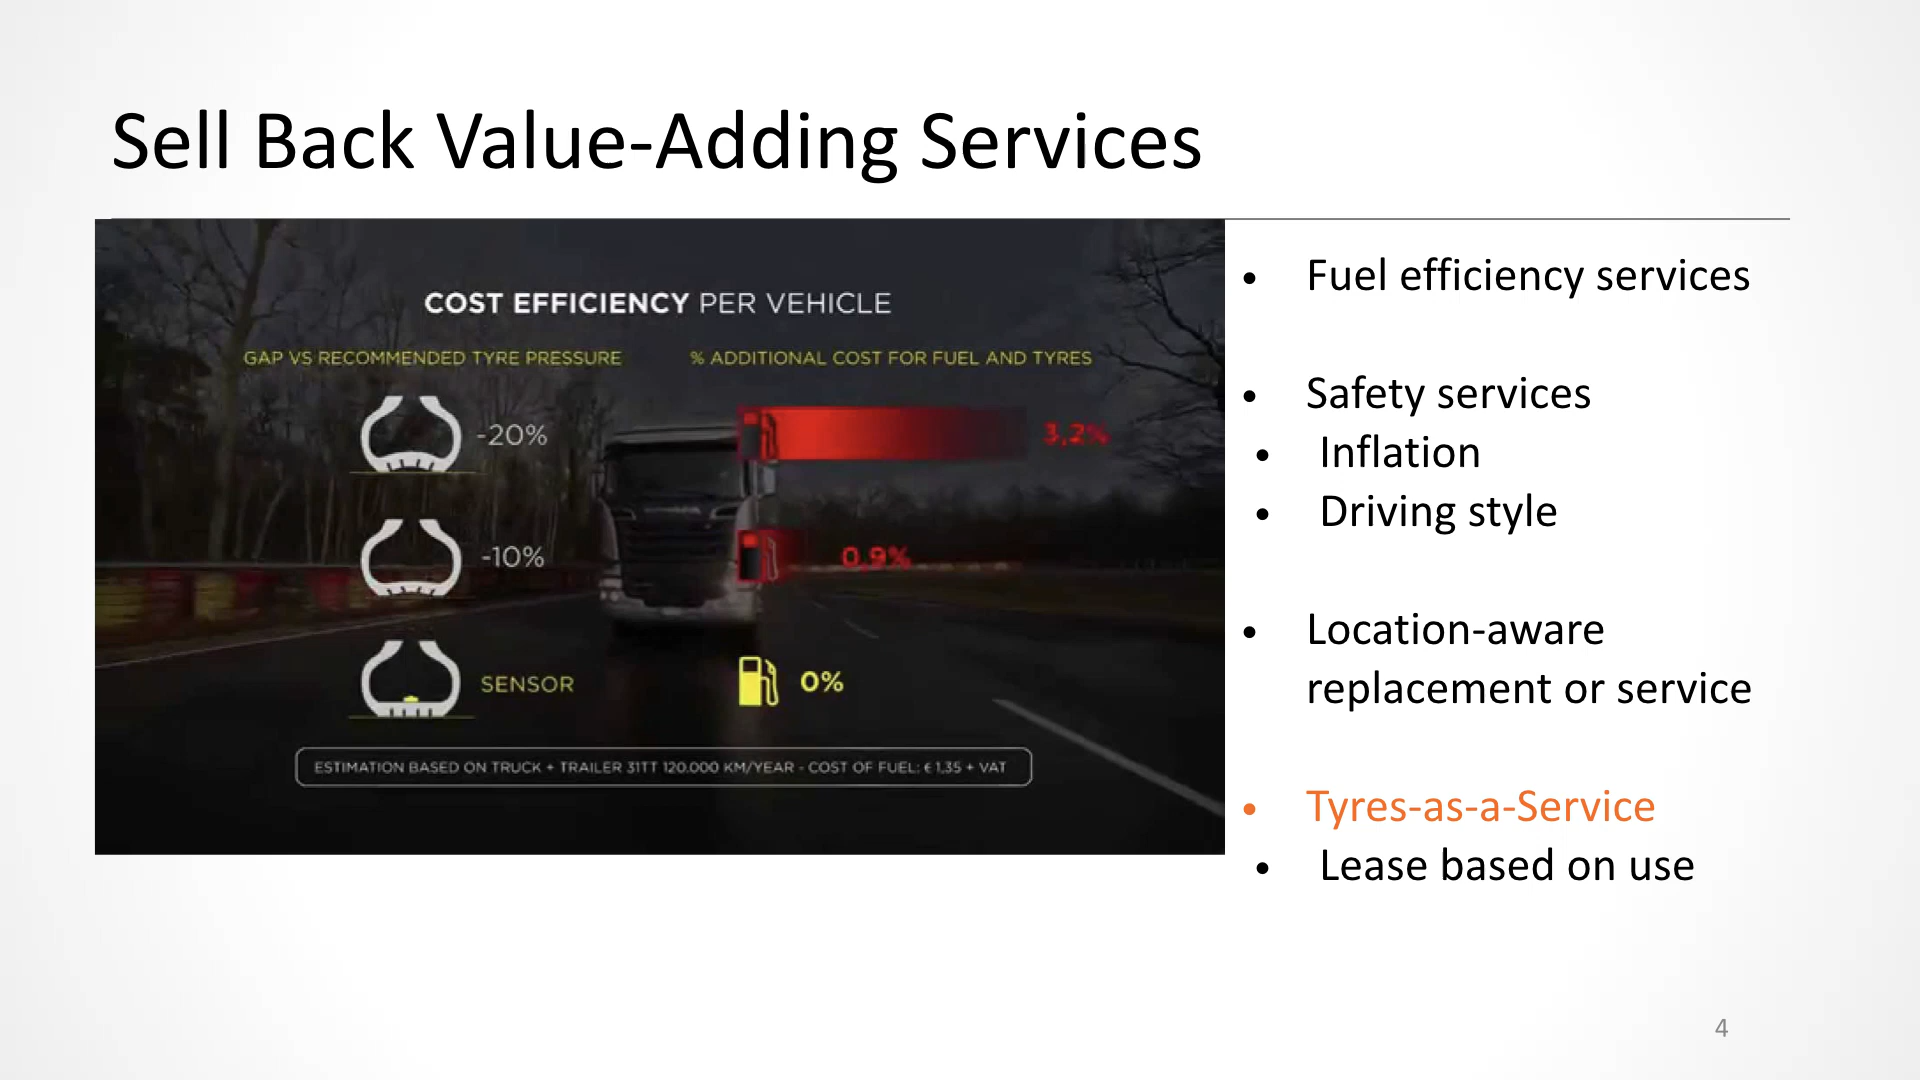 Sell Back Value-Adding Services
COST EFFICIENCY PER VEHICLE
GAP VS RECOMMENDED TYRE PRESSURE
% ADDITIONAL COST FOR FUEL AND TYRES
-20%
3,2%
-10%
0,9%
SENSOR
0%
ESTIMATION BASED ON TRUCK + TRAILER 31TT 120.000 KM/YEAR - COST OF FUEL: € 1,35 + VAT
• Fuel efficiency services
• Safety services
• Inflation
• Driving style
• Location-aware
replacement or service
• Tyres-as-a-Service
• Lease based on use
4